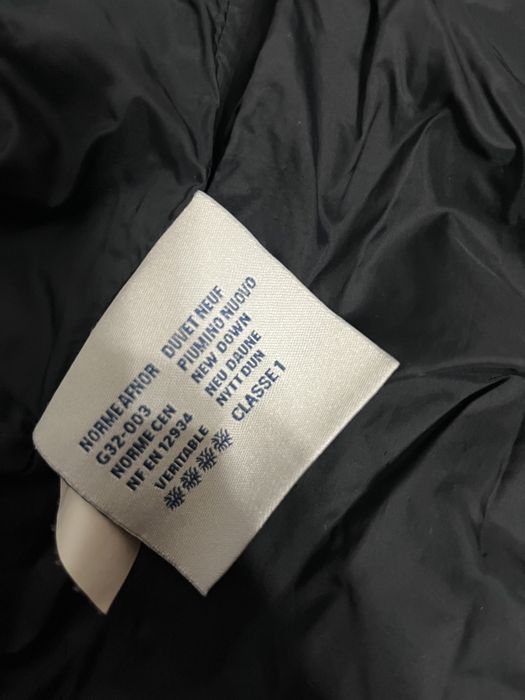 NORME AFNOR DUVET NEUF
G32-003 PIUMINO NUOVO
NORME CEN NEW DOWN
NF EN 12934 NEU DAUNE
VERITABLE NYTT DUN
CLASSE 1